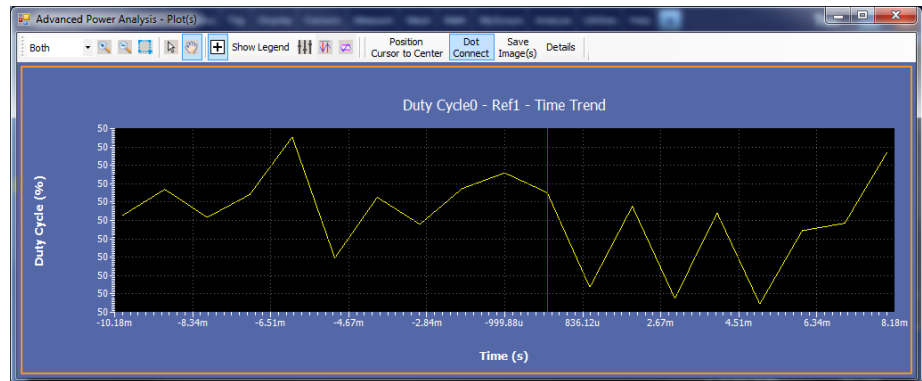 Advanced Power Analysis - Plot(s)
Both
Show Legend
Position
Cursor to Center
Dot
Connect
Save
Image(s)
Details
Duty Cycle0 - Ref1 - Time Trend
Duty Cycle (%)
50
50
50
50
50
50
50
50
50
50
50
-10.18m -8.34m -6.51m -4.67m -2.84m -999.88u 836.12u 2.67m 4.51m 6.34m 8.18m
Time (s)